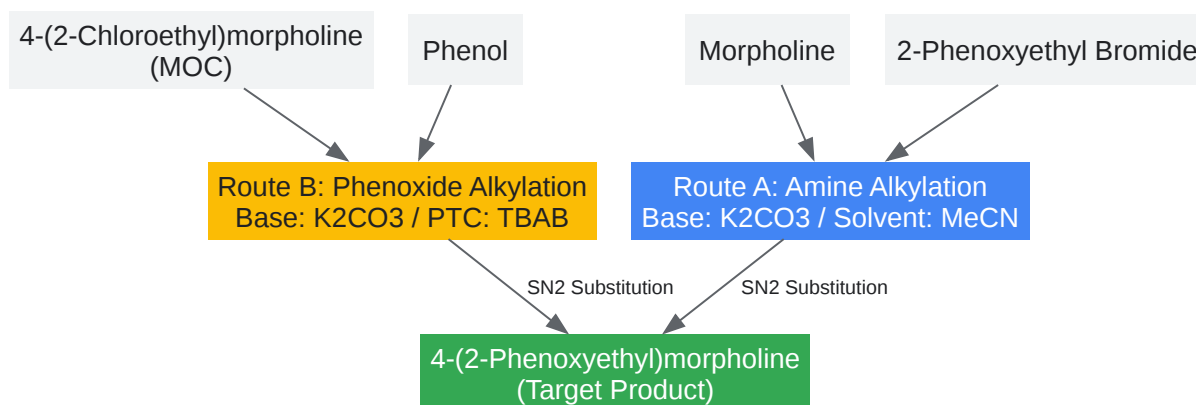 4-(2-Chloroethyl)morpholine
(MOC)
Phenol
Morpholine
2-Phenoxyethyl Bromide
Route B: Phenoxide Alkylation
Base: K2CO3 / PTC: TBAB
Route A: Amine Alkylation
Base: K2CO3 / Solvent: MeCN
SN2 Substitution
SN2 Substitution
4-(2-Phenoxyethyl)morpholine
(Target Product)